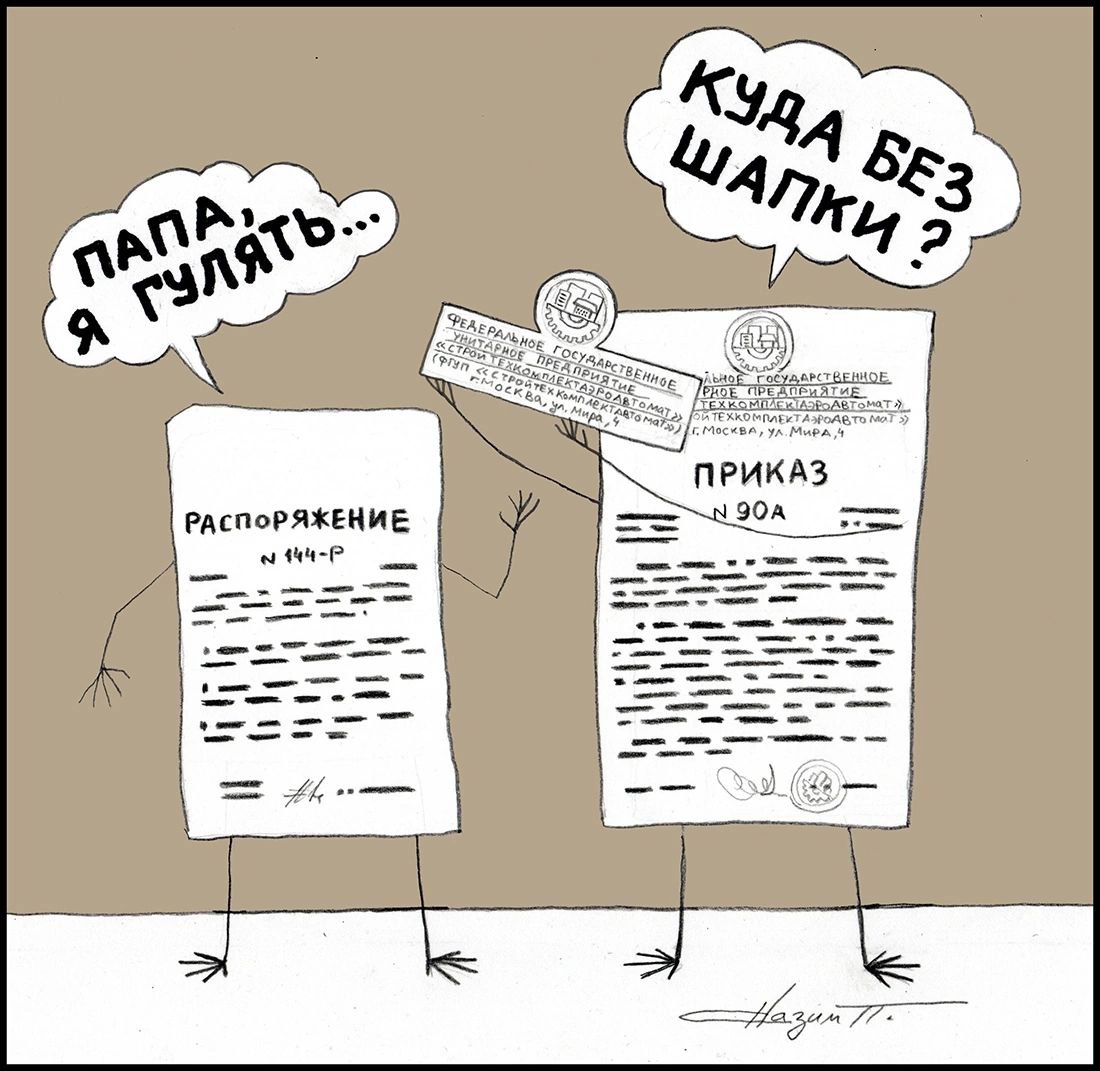 ПАПА,
Я ГУЛЯТЬ...
КУДА БЕЗ
ШАПКИ?
РАСПОРЯЖЕНИЕ
N 144-Р
ФЕДЕРАЛЬНОЕ ГОСУДАРСТВЕННОЕ
УНИТАРНОЕ ПРЕДПРИЯТИЕ
«СТРОЙТЕХКОМПЛЕКТАЭРОАВТОМАТ»
(ФГУП «СТРОЙТЕХКОМПЛЕКТАВТОМАТ»)
г. МОСКВА, ул. МИРА, 4
ЛЬНОЕ ГОСУДАРСТВЕННОЕ
РНОЕ ПРЕДПРИЯТИЕ
ТЕХКОМПЛЕКТАЭРОАВТОМАТ»
ОЙТЕХКОМПЛЕКТАЭРОАВТОМАТ»)
г. МОСКВА, ул. МИРА, 4
ПРИКАЗ
N 90А
Назим П.